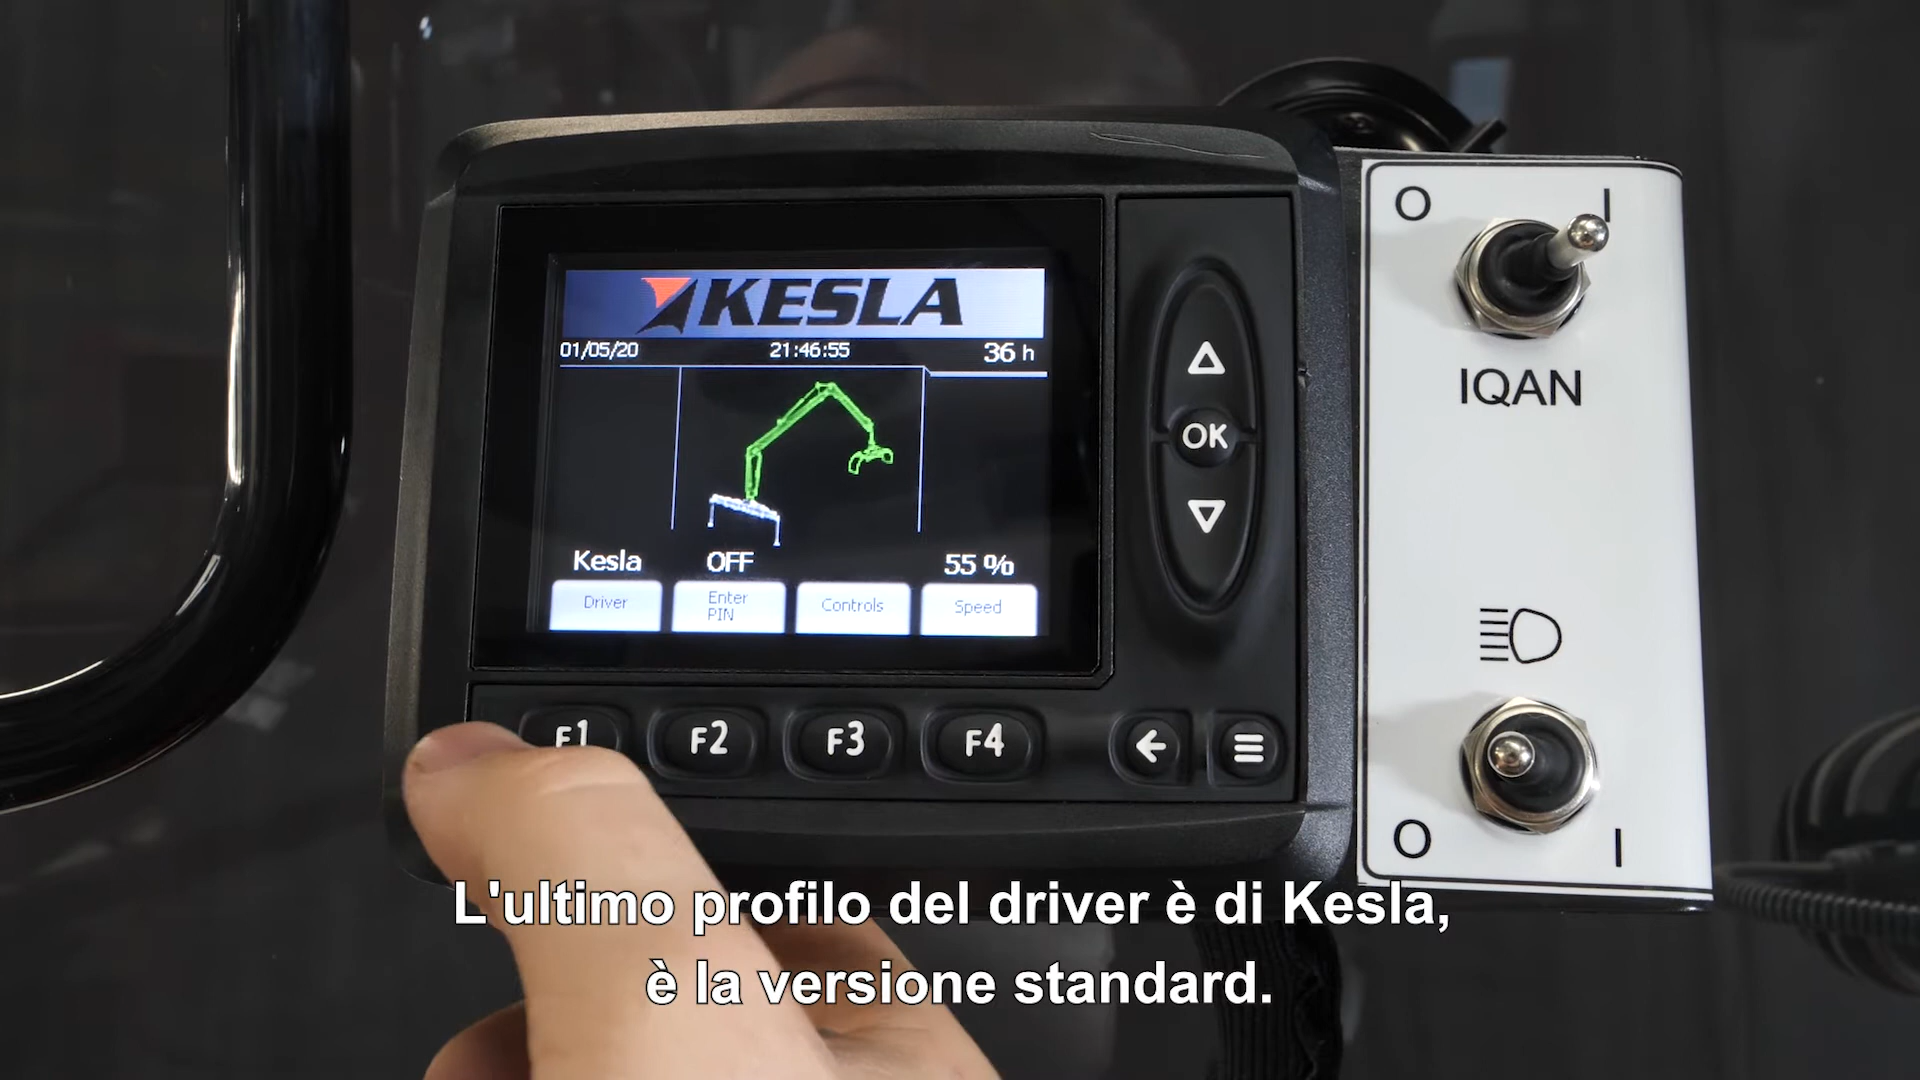 KESLA
01/05/20 21:46:55 36 h
Kesla OFF 55 %
Driver Enter PIN Controls Speed
F1 F2 F3 F4
OK
O I
IQAN
O I
L'ultimo profilo del driver è di Kesla,
è la versione standard.